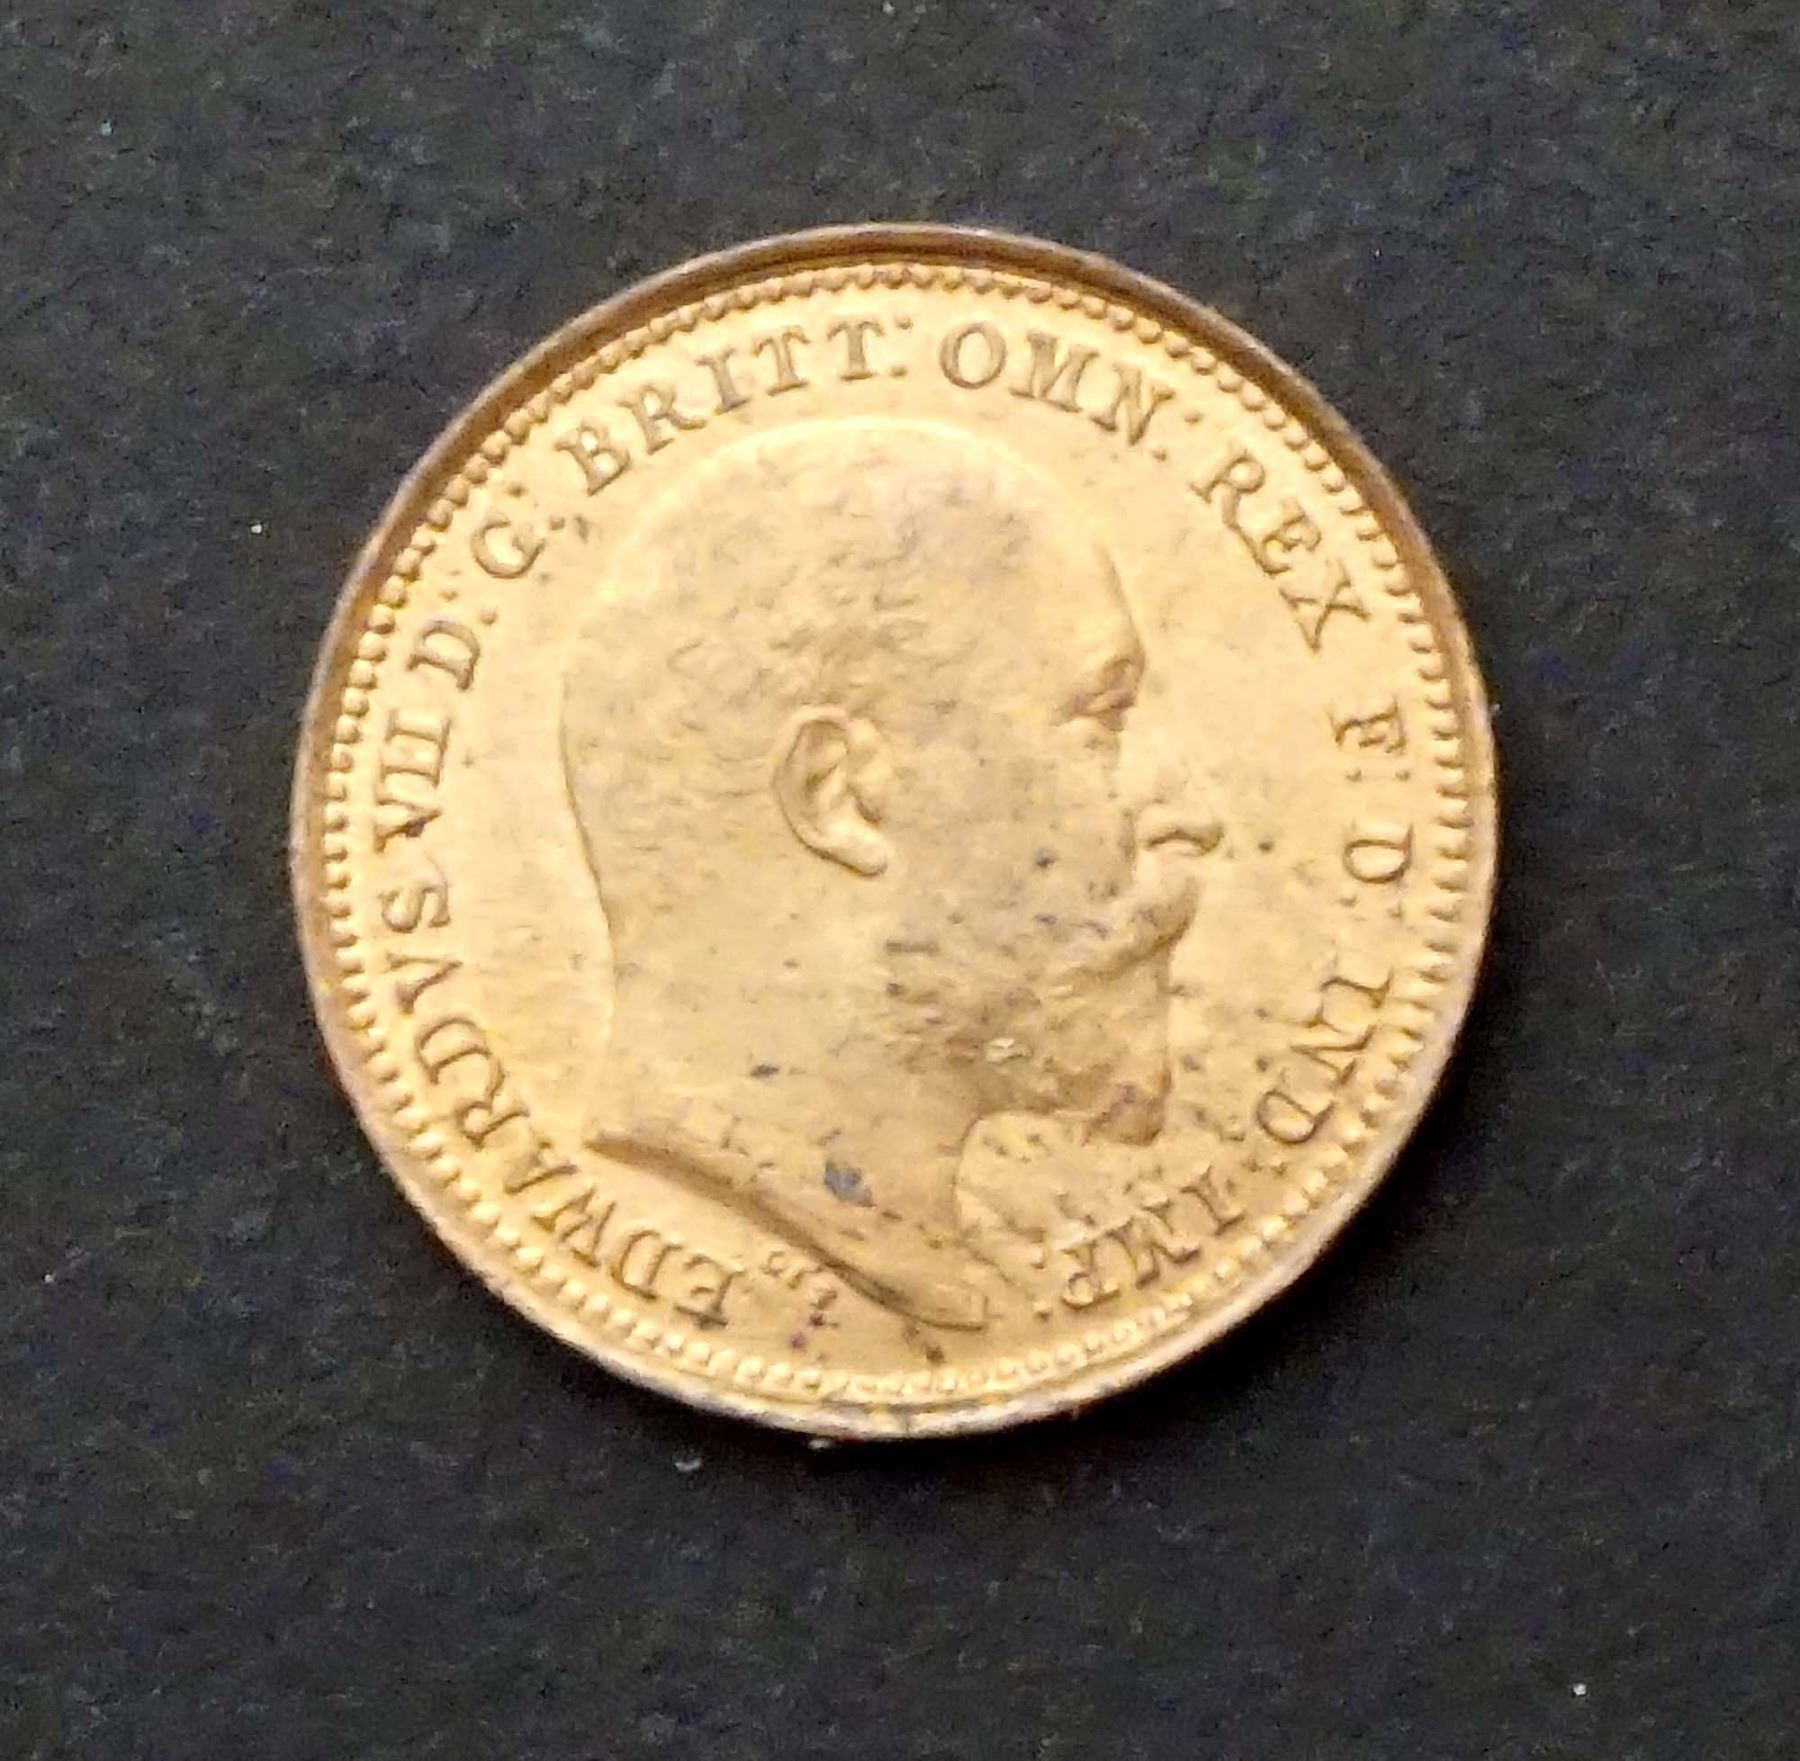 EDWARDVS VII D: G: BRITT: OMN: REX F: D: IND: IMP: